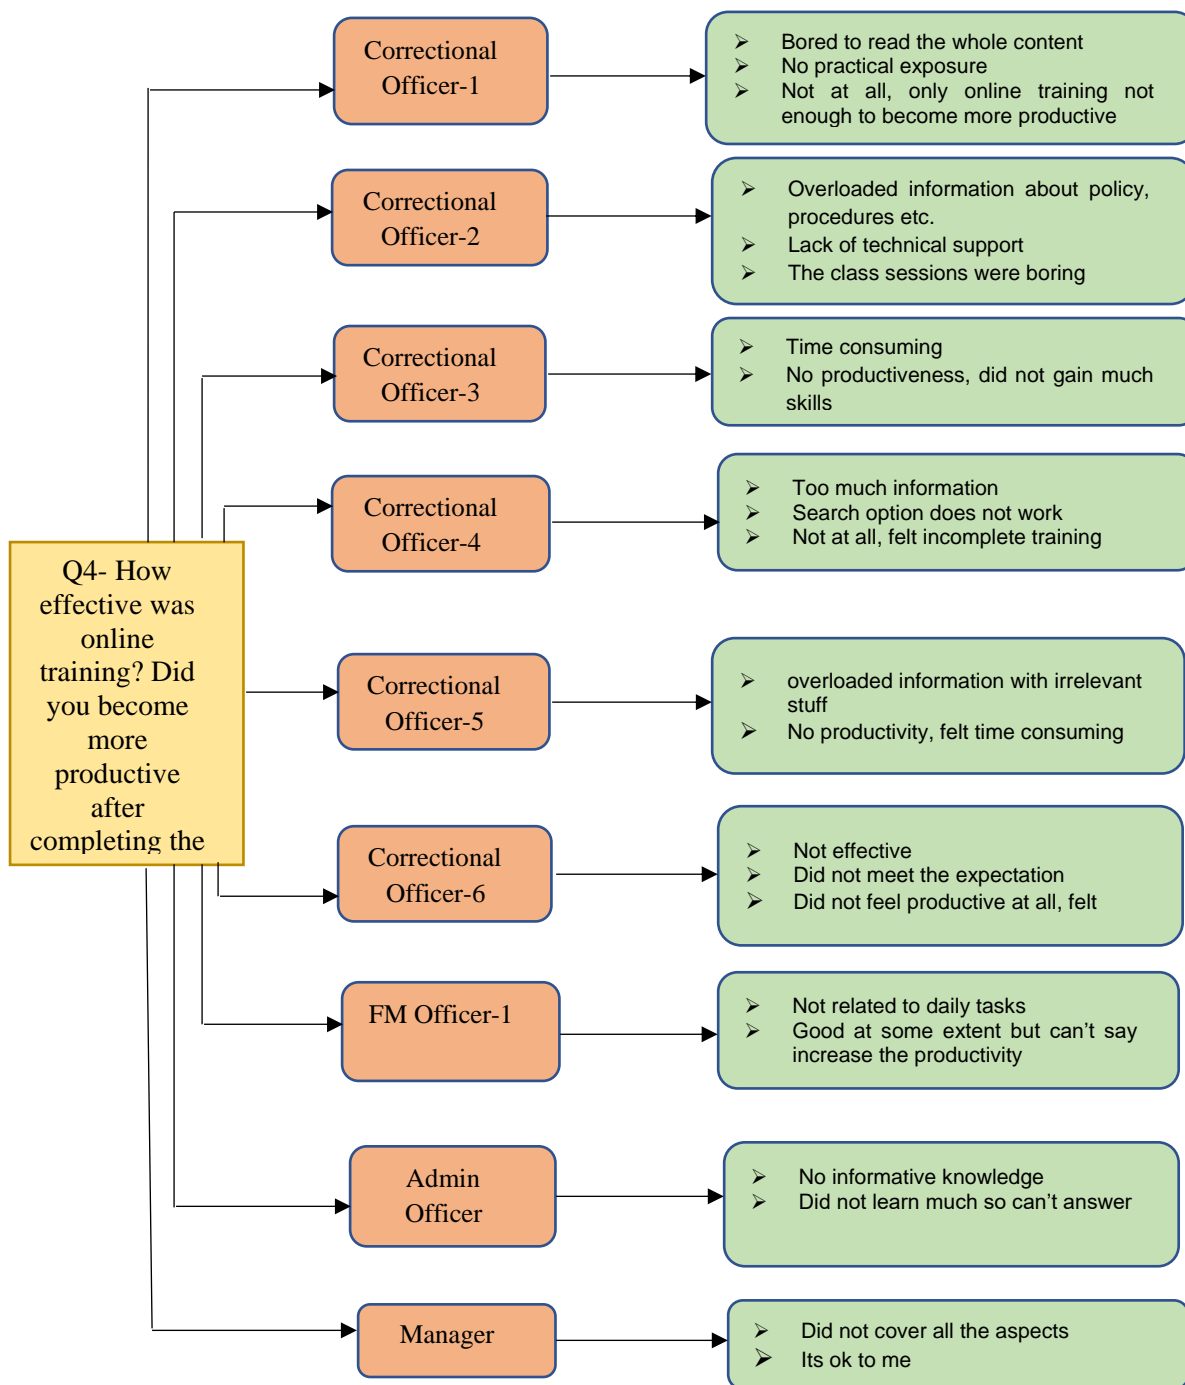 Q4- How
effective was
online
training? Did
you become
more
productive
after
completing the
Correctional
Officer-1
➢ Bored to read the whole content
➢ No practical exposure
➢ Not at all, only online training not
enough to become more productive
Correctional
Officer-2
➢ Overloaded information about policy,
procedures etc.
➢ Lack of technical support
➢ The class sessions were boring
Correctional
Officer-3
➢ Time consuming
➢ No productiveness, did not gain much
skills
Correctional
Officer-4
➢ Too much information
➢ Search option does not work
➢ Not at all, felt incomplete training
Correctional
Officer-5
➢ overloaded information with irrelevant
stuff
➢ No productivity, felt time consuming
Correctional
Officer-6
➢ Not effective
➢ Did not meet the expectation
➢ Did not feel productive at all, felt
FM Officer-1
➢ Not related to daily tasks
➢ Good at some extent but can’t say
increase the productivity
Admin
Officer
➢ No informative knowledge
➢ Did not learn much so can’t answer
Manager
➢ Did not cover all the aspects
➢ Its ok to me